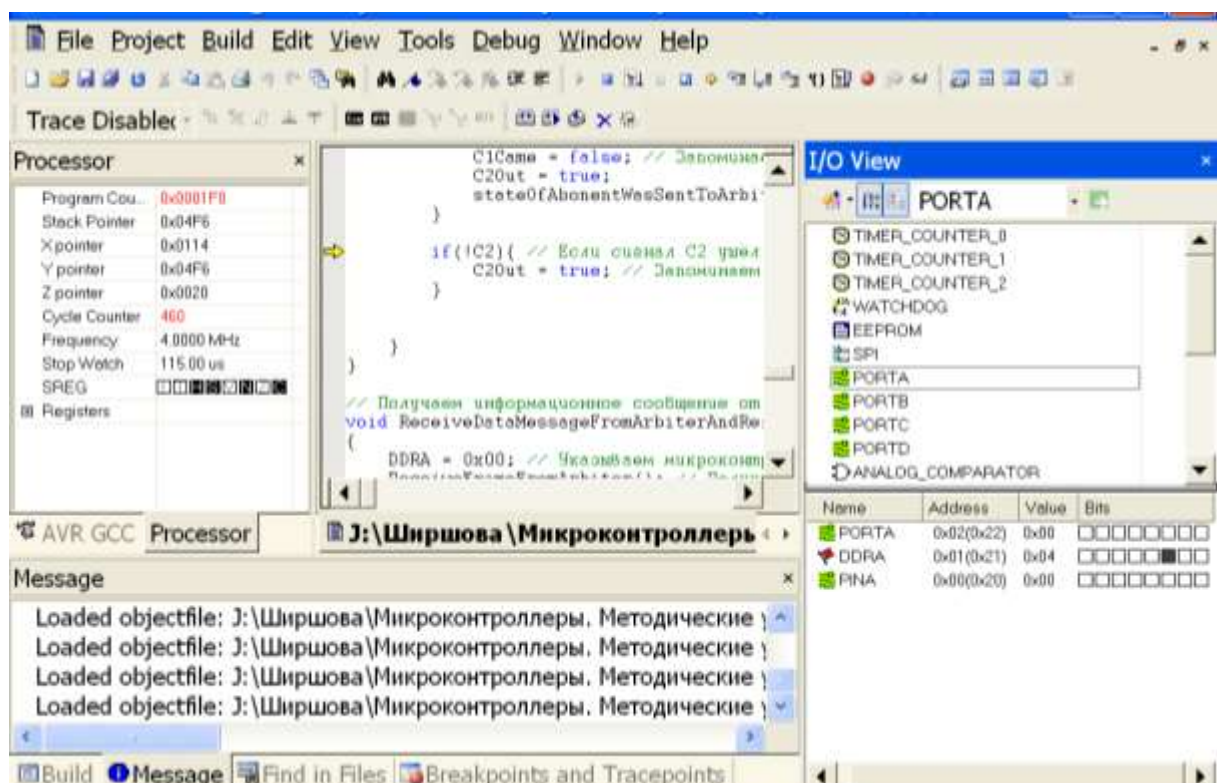 File Project Build Edit View Tools Debug Window Help
Trace Disablec
Processor
Program Cou... 0x0001F8
Stack Pointer 0x04F6
X pointer 0x0114
Y pointer 0x04F6
Z pointer 0x0020
Cycle Counter 460
Frequency 4.0000 MHz
Stop Watch 115.00 us
SREG
Registers
AVR GCC Processor
C1Came = false; // Запомина
C2Out = true;
stateOfAbonentWasSentToArbi
}
if(!C2){ // Если сигнал C2 ушел
C2Out = true; // Запоминаем
}
}
}
// Получаем информационное сообщение от
void ReceiveDataMessageFromArbiterAndRe
{
DDRA = 0x00; // Указываем микроконт
J:\Ширшова\Микроконтроллерь
I/O View
PORTA
TIMER_COUNTER_0
TIMER_COUNTER_1
TIMER_COUNTER_2
WATCHDOG
EEPROM
SPI
PORTA
PORTB
PORTC
PORTD
ANALOG_COMPARATOR
Name Address Value Bits
PORTA 0x02(0x22) 0x00
DDRA 0x01(0x21) 0x04
PINA 0x00(0x20) 0x00
Message
Loaded objectfile: J:\Ширшова\Микроконтроллеры. Методические у
Loaded objectfile: J:\Ширшова\Микроконтроллеры. Методические у
Loaded objectfile: J:\Ширшова\Микроконтроллеры. Методические у
Loaded objectfile: J:\Ширшова\Микроконтроллеры. Методические у
Build Message Find in Files Breakpoints and Tracepoints